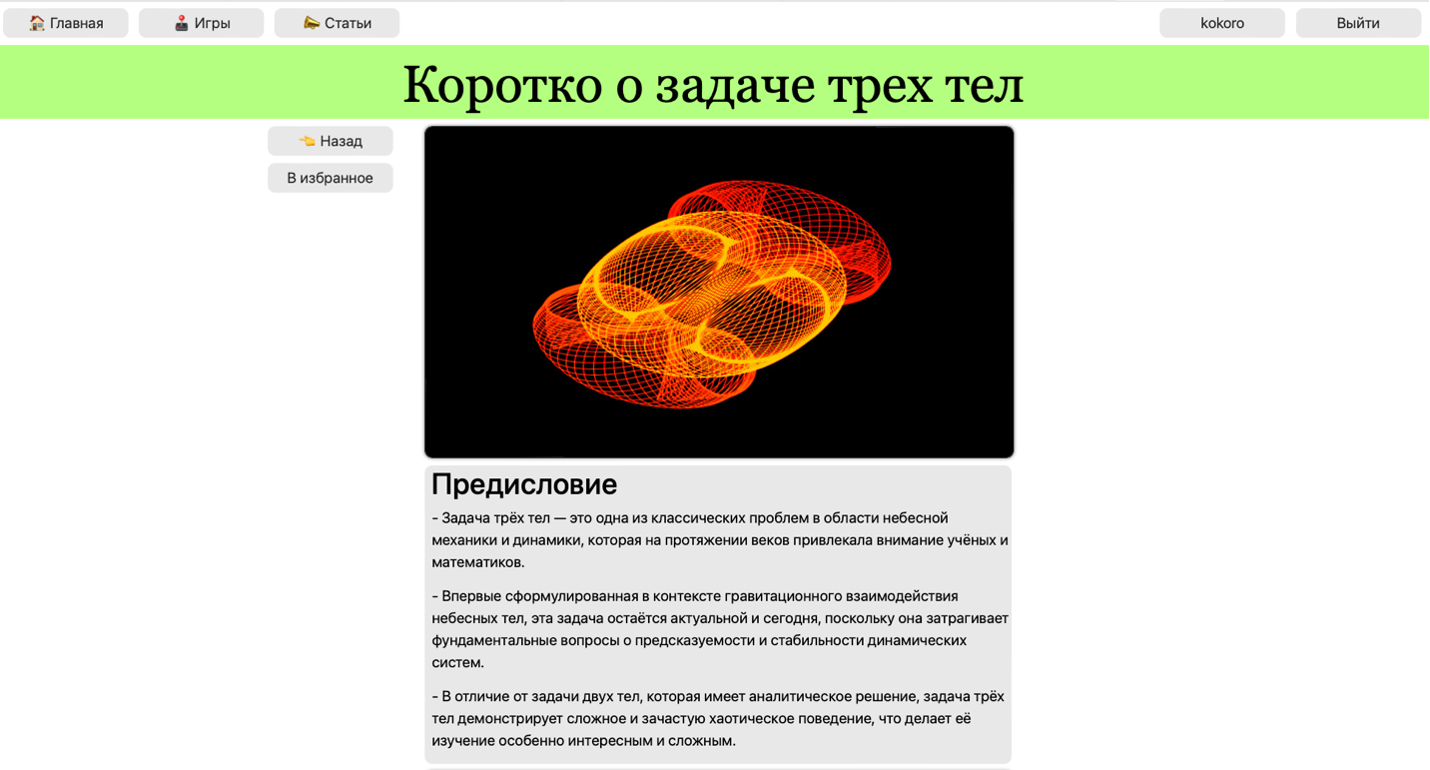 🏠 Главная
🕹️ Игры
📣 Статьи
kokoro
Выйти
Коротко о задаче трех тел
👈 Назад
В избранное
Предисловие
- Задача трёх тел — это одна из классических проблем в области небесной
механики и динамики, которая на протяжении веков привлекала внимание учёных и
математиков.
- Впервые сформулированная в контексте гравитационного взаимодействия
небесных тел, эта задача остаётся актуальной и сегодня, поскольку она затрагивает
фундаментальные вопросы о предсказуемости и стабильности динамических
систем.
- В отличие от задачи двух тел, которая имеет аналитическое решение, задача трёх
тел демонстрирует сложное и зачастую хаотическое поведение, что делает её
изучение особенно интересным и сложным.